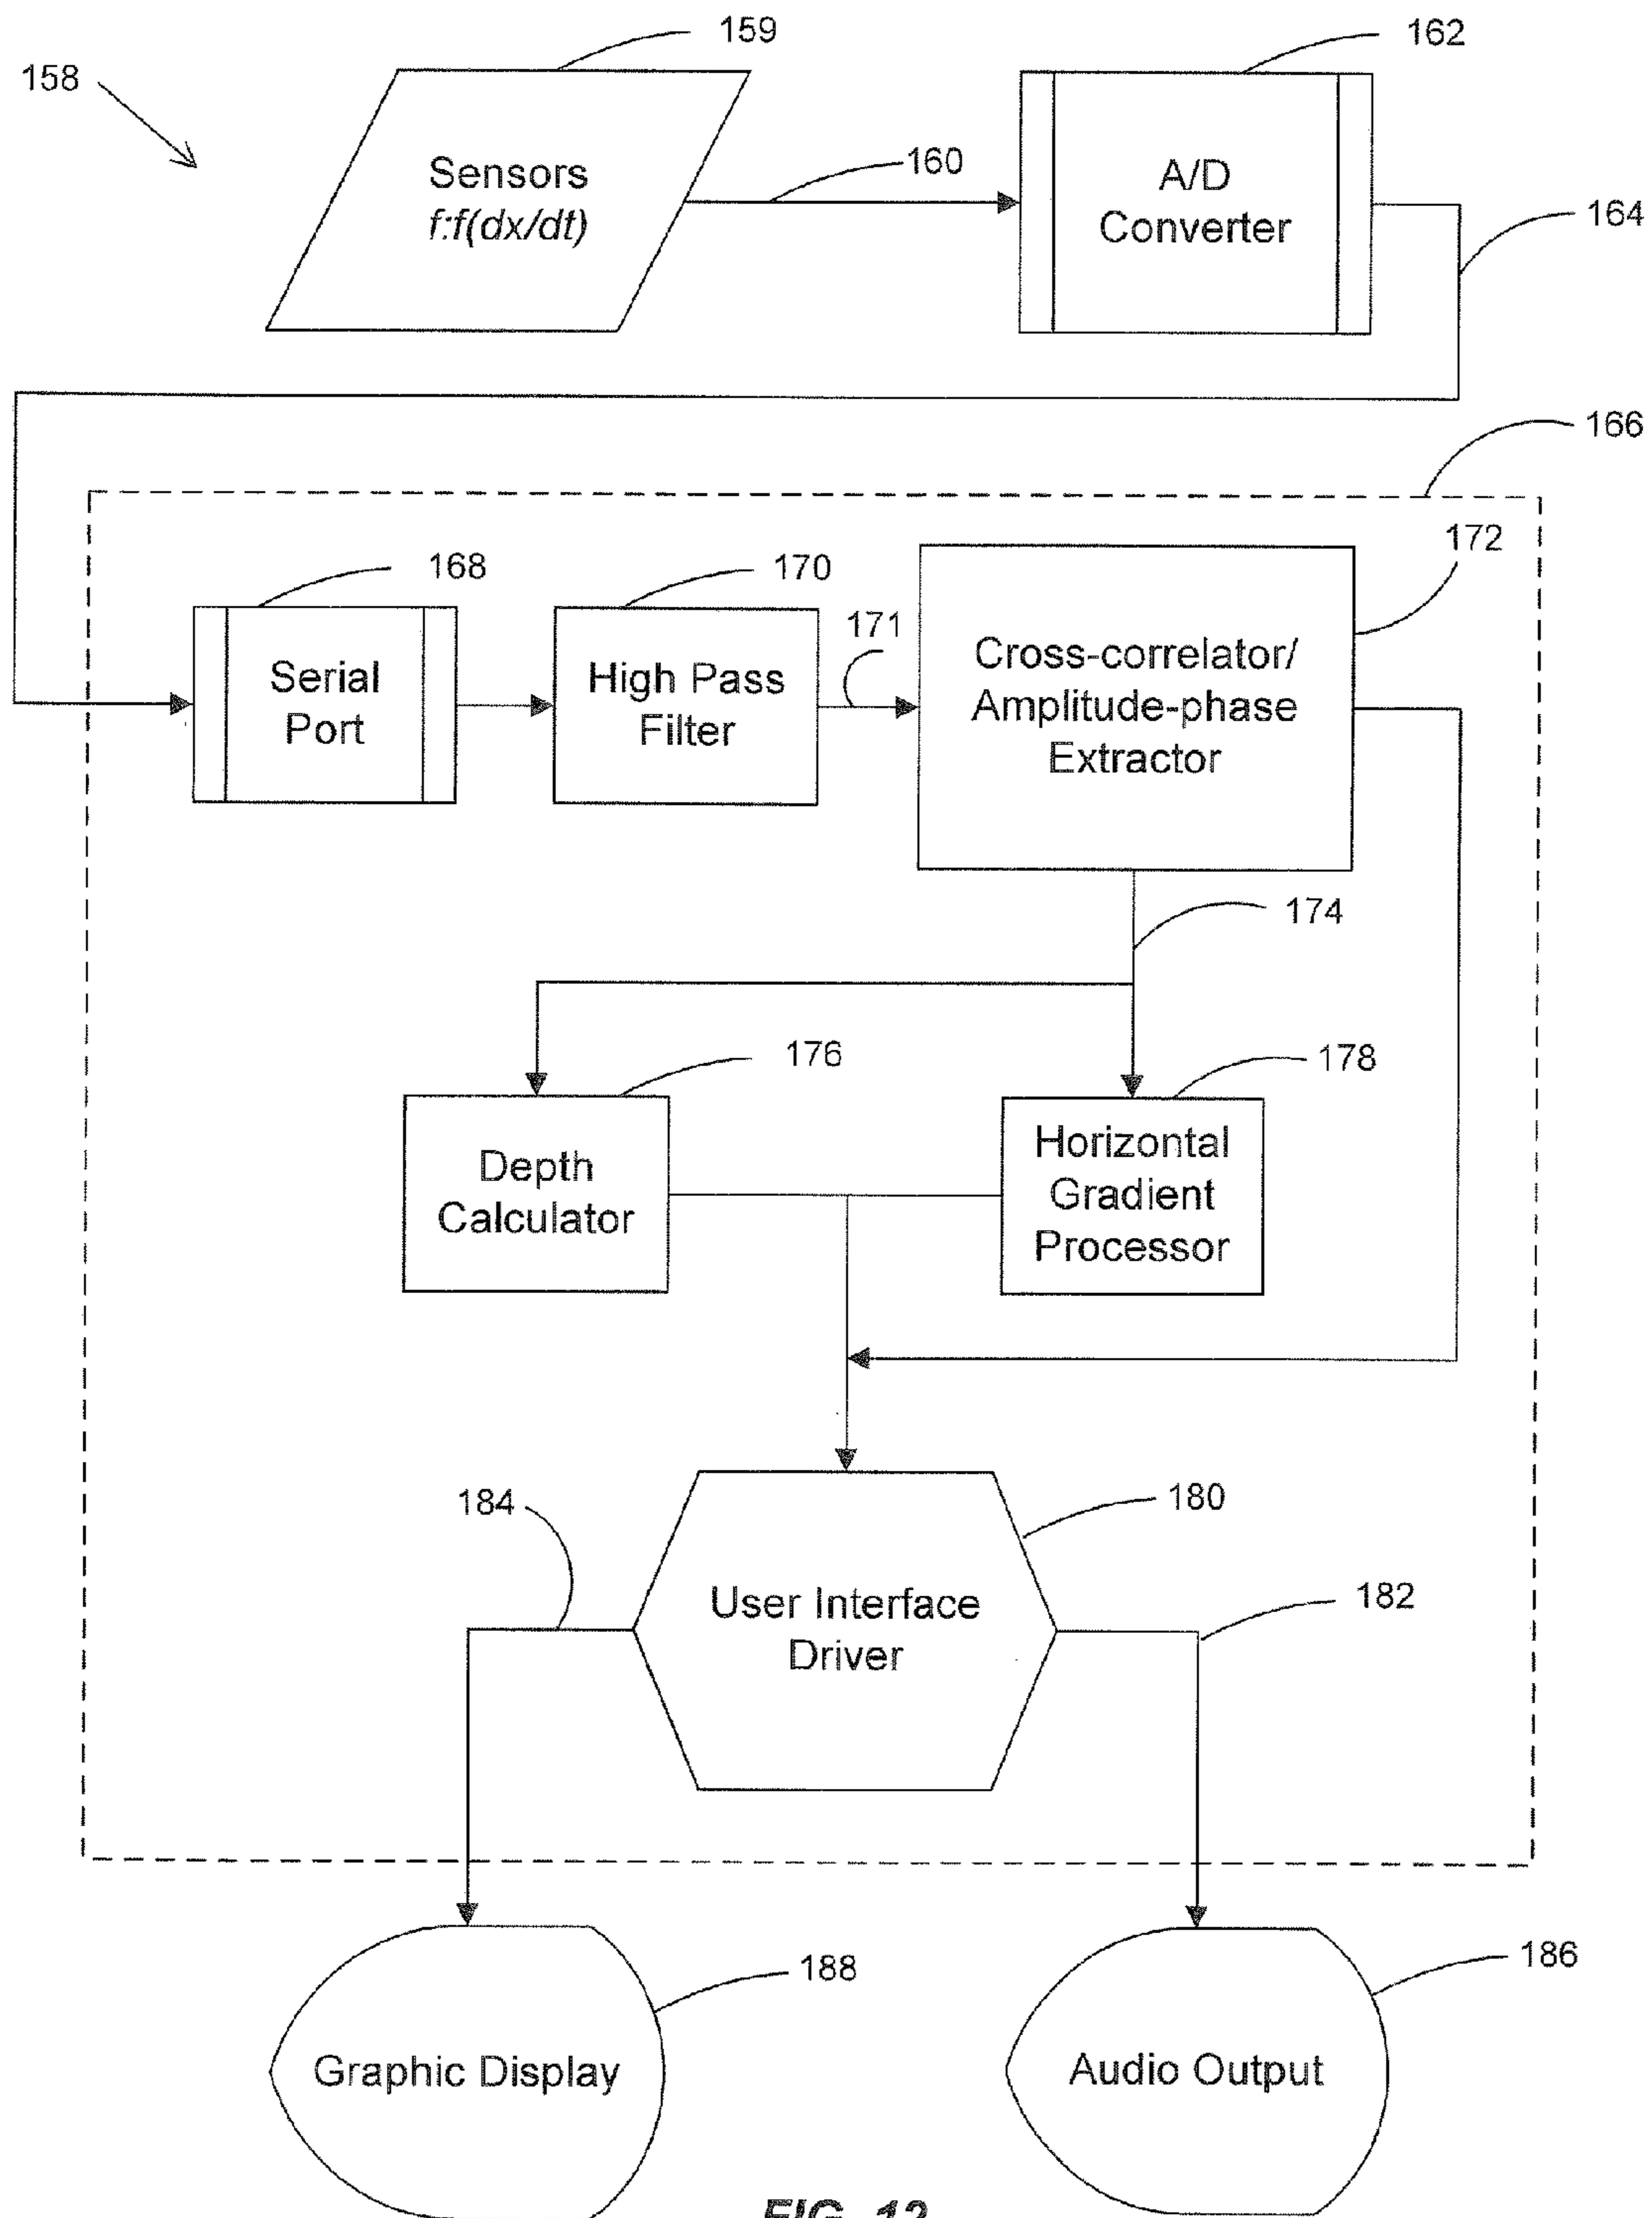 159
162
158
Sensors
f:f(dx/dt)
160
A/D
Converter
164
166
168
170
171
172
Serial
Port
High Pass
Filter
Cross-correlator/
Amplitude-phase
Extractor
174
176
178
Depth
Calculator
Horizontal
Gradient
Processor
184
180
User Interface
Driver
182
188
186
Graphic Display
Audio Output